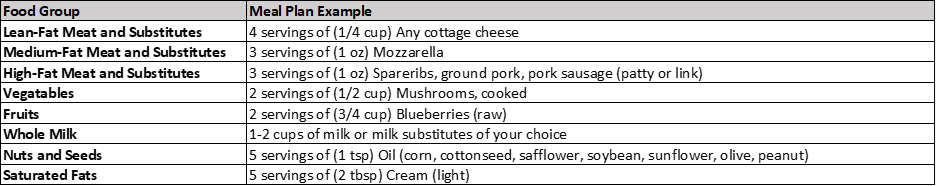 Food Group Meal Plan Example
Lean-Fat Meat and Substitutes 4 servings of (1/4 cup) Any cottage cheese
Medium-Fat Meat and Substitutes 3 servings of (1 oz) Mozzarella
High-Fat Meat and Substitutes 3 servings of (1 oz) Spareribs, ground pork, pork sausage (patty or link)
Vegatables 2 servings of (1/2 cup) Mushrooms, cooked
Fruits 2 servings of (3/4 cup) Blueberries (raw)
Whole Milk 1-2 cups of milk or milk substitutes of your choice
Nuts and Seeds 5 servings of (1 tsp) Oil (corn, cottonseed, safflower, soybean, sunflower, olive, peanut)
Saturated Fats 5 servings of (2 tbsp) Cream (light)